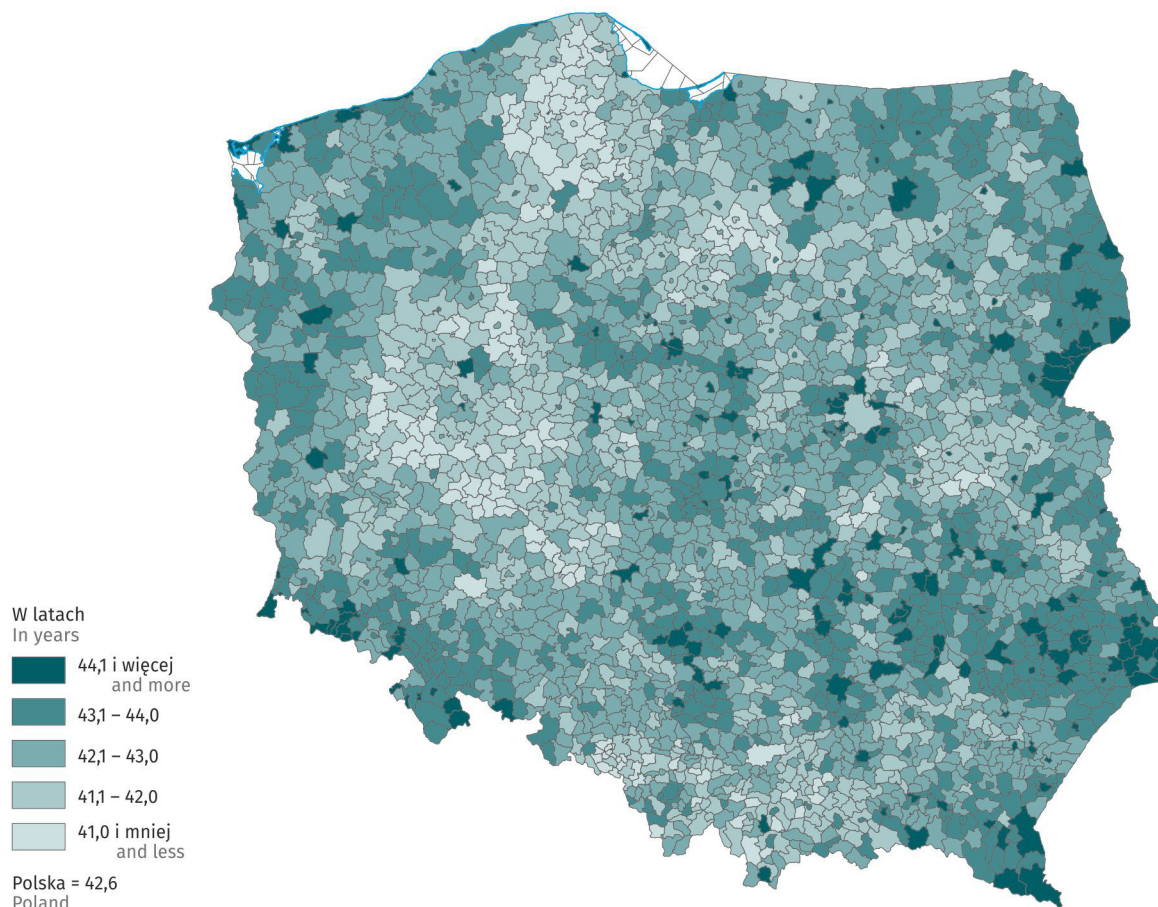 W latach
In years
44,1 i więcej
and more
43,1 – 44,0
42,1 – 43,0
41,1 – 42,0
41,0 i mniej
and less
Polska = 42,6
Poland